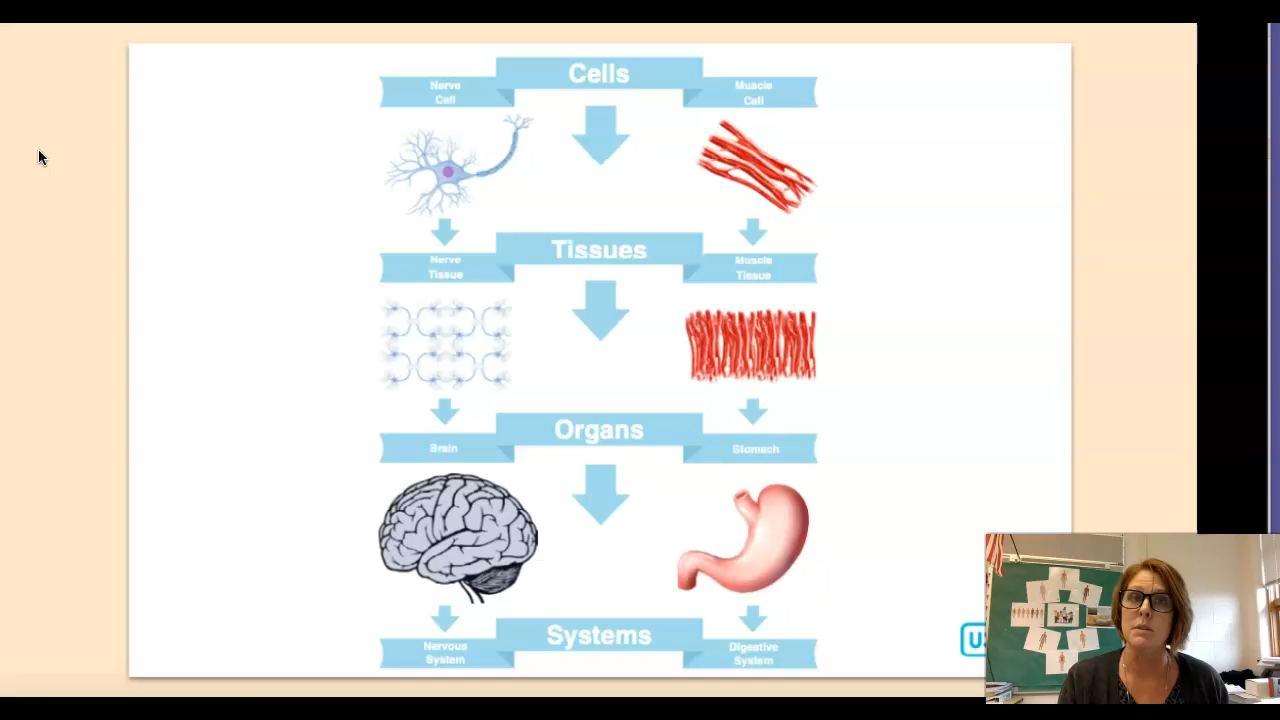 Cells
Nerve
Cell
Muscle
Cell
Tissues
Nerve
Tissue
Muscle
Tissue
Organs
Brain
Stomach
Systems
Nervous
System
Digestive
System